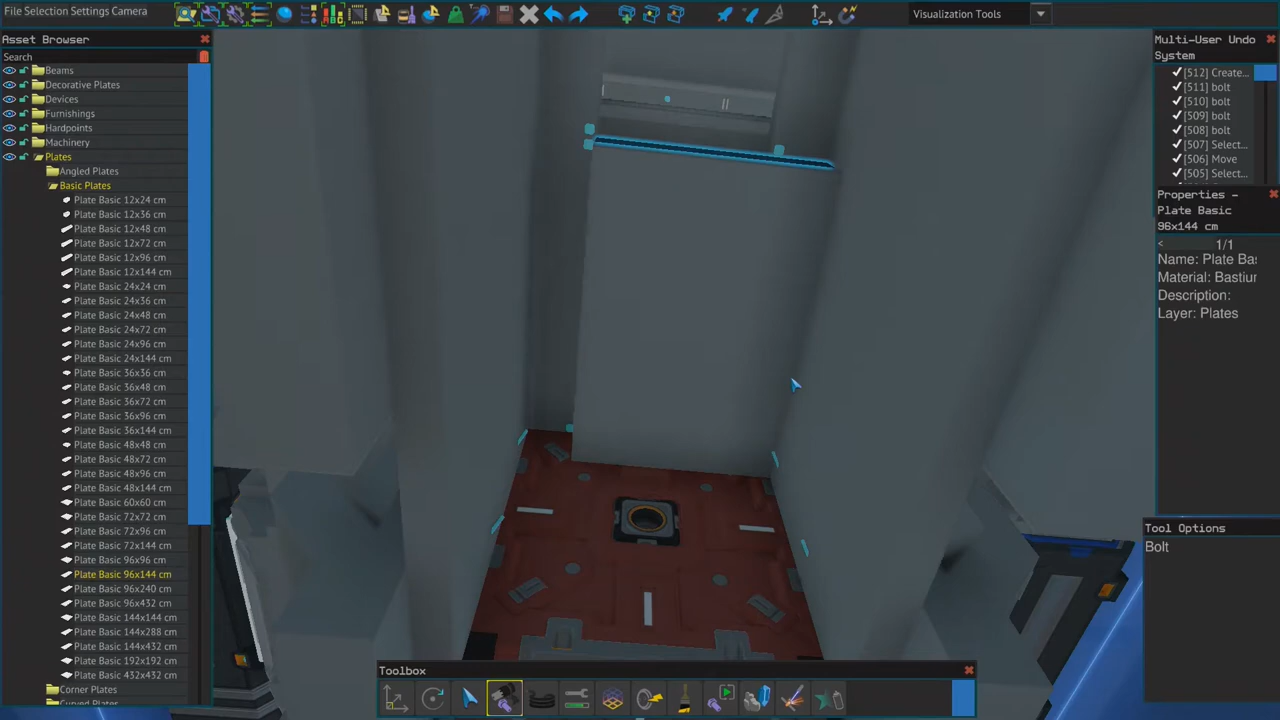 File Selection Settings Camera
Visualization Tools
Asset Browser
Search
Beams
Decorative Plates
Devices
Furnishings
Hardpoints
Machinery
Plates
Angled Plates
Basic Plates
Plate Basic 12x24 cm
Plate Basic 12x36 cm
Plate Basic 12x48 cm
Plate Basic 12x72 cm
Plate Basic 12x96 cm
Plate Basic 12x144 cm
Plate Basic 24x24 cm
Plate Basic 24x36 cm
Plate Basic 24x48 cm
Plate Basic 24x72 cm
Plate Basic 24x96 cm
Plate Basic 24x144 cm
Plate Basic 36x36 cm
Plate Basic 36x48 cm
Plate Basic 36x72 cm
Plate Basic 36x96 cm
Plate Basic 36x144 cm
Plate Basic 48x48 cm
Plate Basic 48x72 cm
Plate Basic 48x96 cm
Plate Basic 48x144 cm
Plate Basic 60x60 cm
Plate Basic 72x72 cm
Plate Basic 72x96 cm
Plate Basic 72x144 cm
Plate Basic 96x96 cm
Plate Basic 96x144 cm
Plate Basic 96x240 cm
Plate Basic 96x432 cm
Plate Basic 144x144 cm
Plate Basic 144x288 cm
Plate Basic 144x432 cm
Plate Basic 192x192 cm
Plate Basic 432x432 cm
Corner Plates
Curved Plates
Multi-User Undo
System
[512] Create...
[511] bolt
[510] bolt
[509] bolt
[508] bolt
[507] Select...
[506] Move
[505] Select...
Properties -
Plate Basic
96x144 cm
< 1/1
Name: Plate Bas
Material: Bastium
Description:
Layer: Plates
Tool Options
Bolt
Toolbox